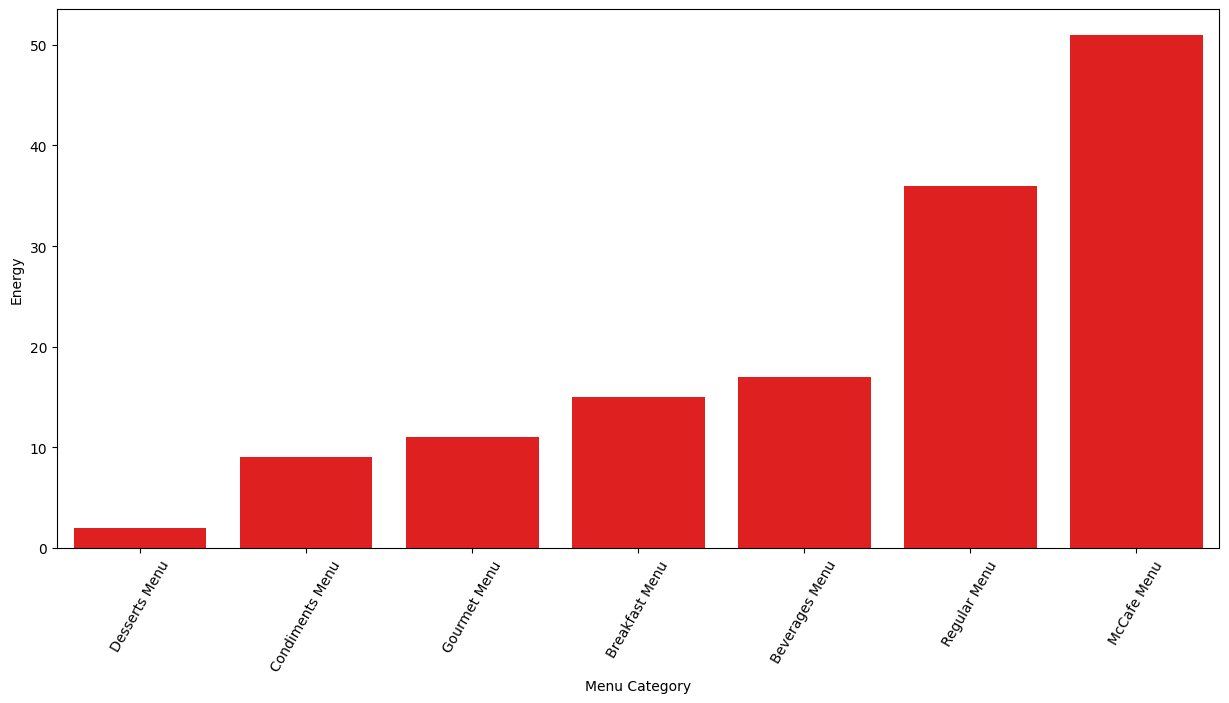 50
40
30
20
10
0
Energy
Desserts Menu
Condiments Menu
Gourmet Menu
Breakfast Menu
Beverages Menu
Regular Menu
McCafe Menu
Menu Category